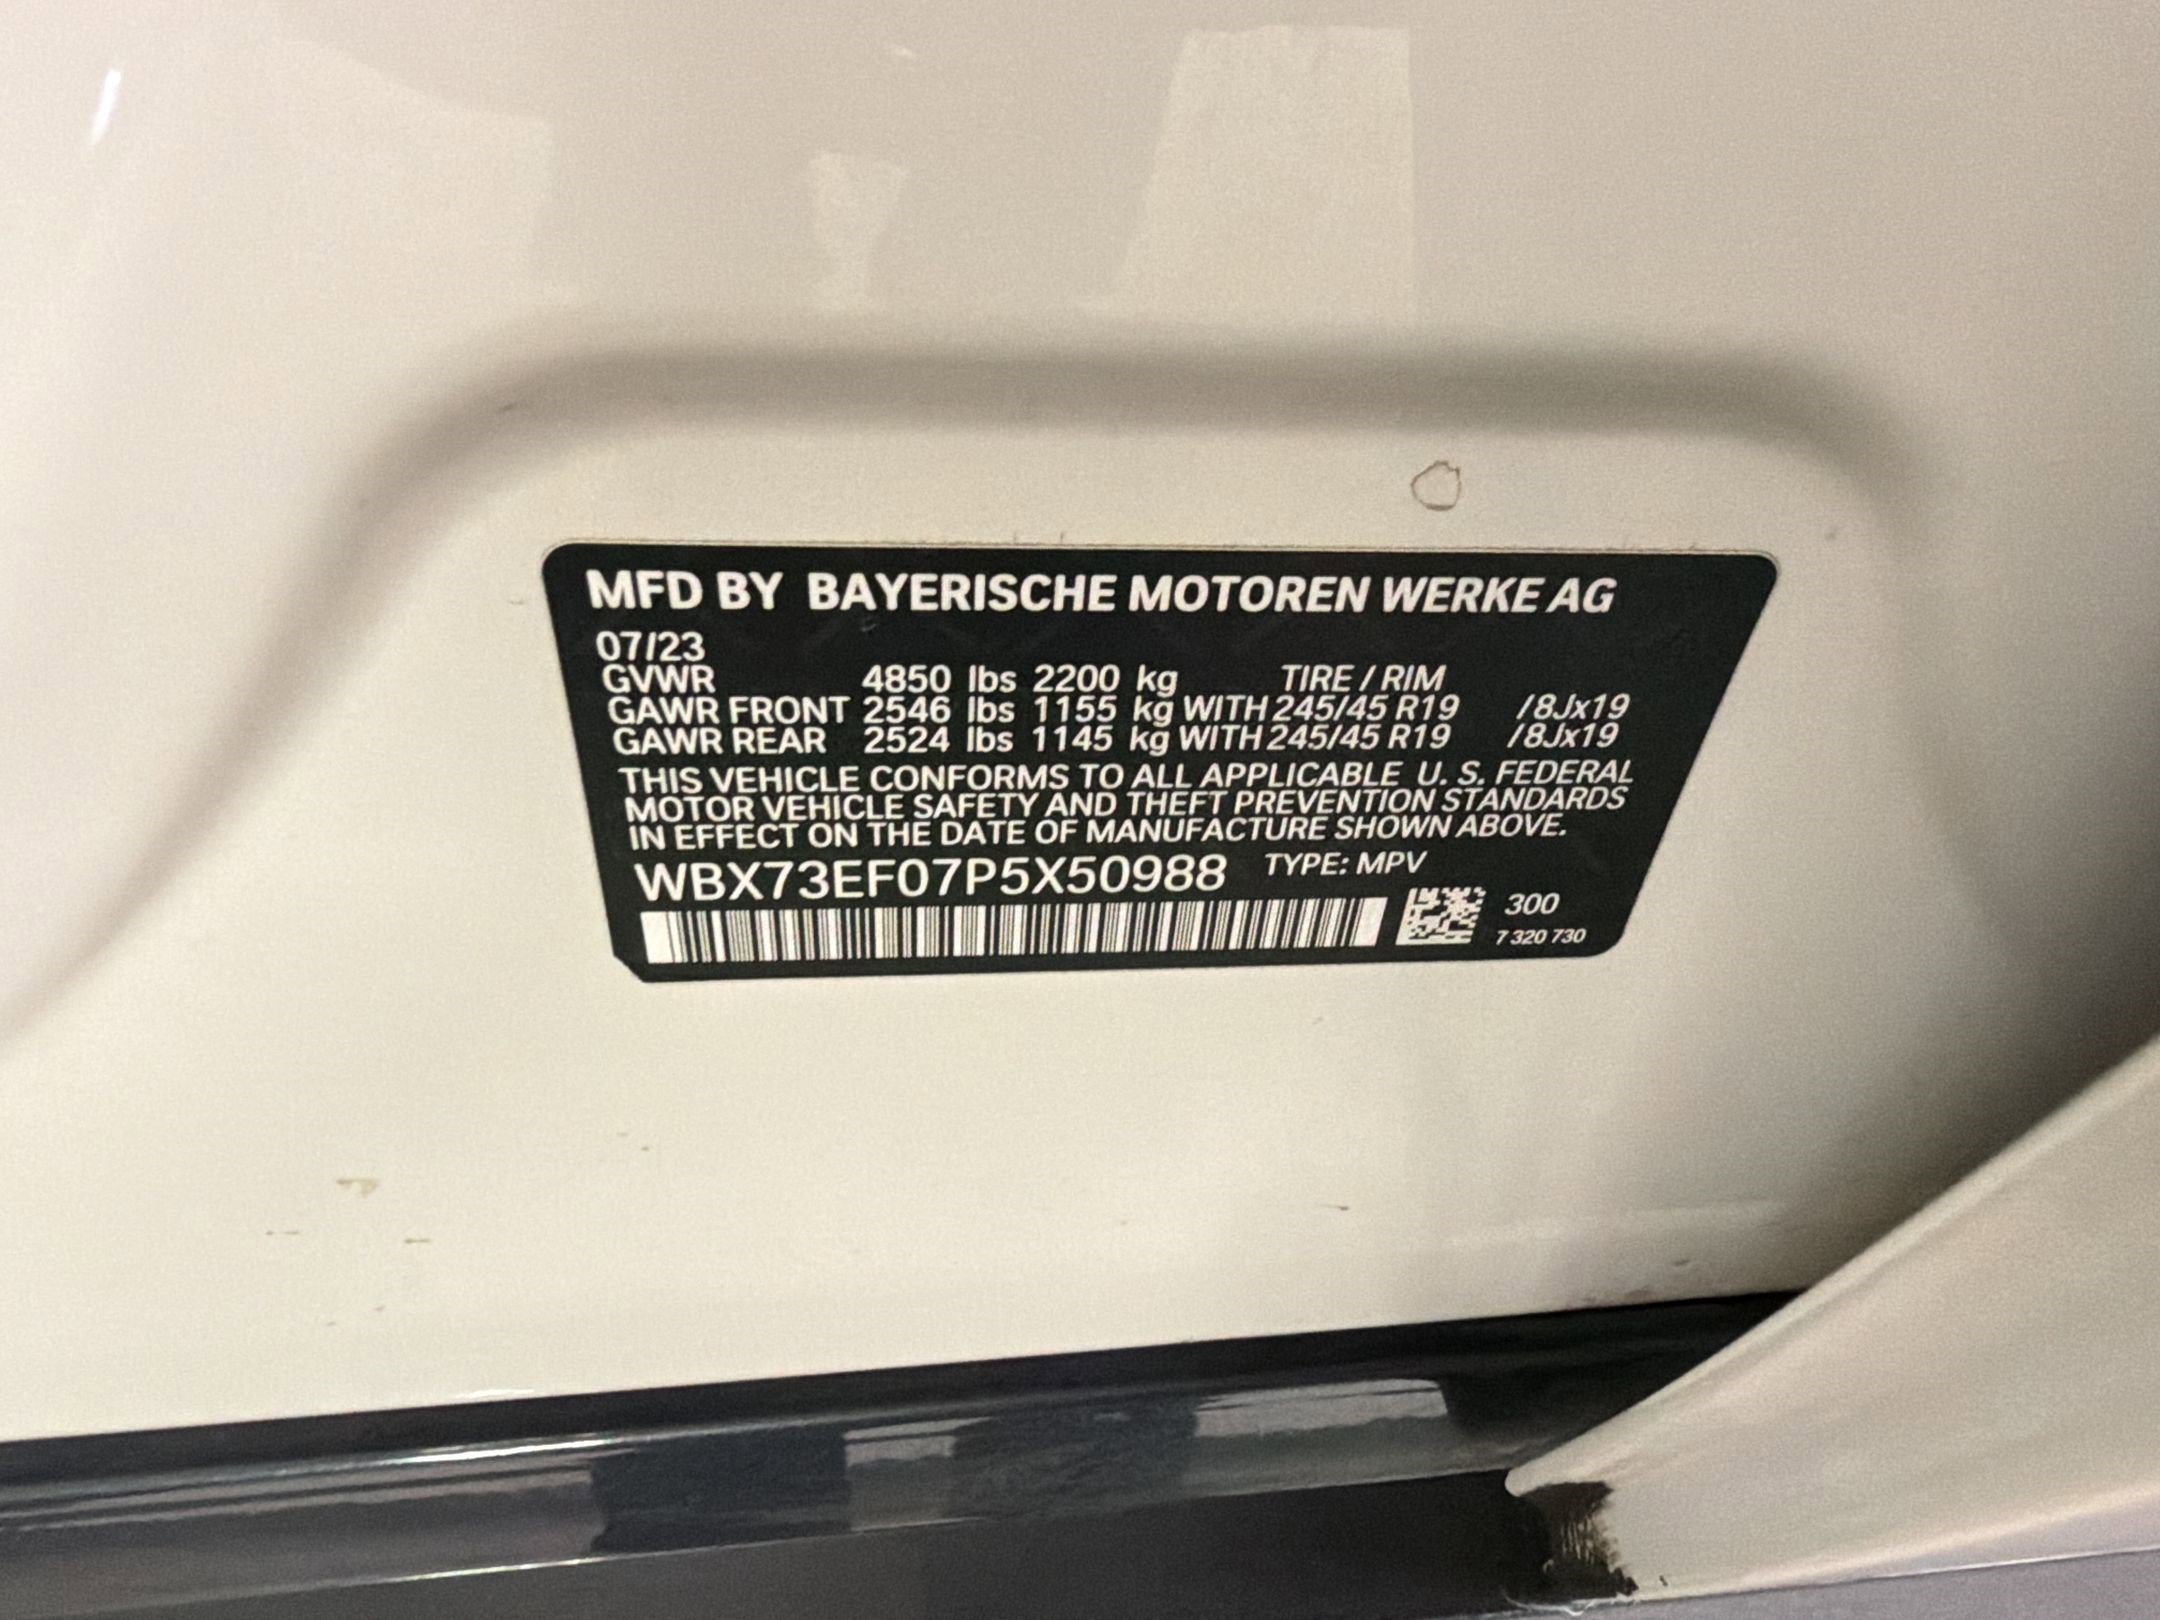 MFD BY BAYERISCHE MOTOREN WERKE AG
07/23
GVWR 4850 lbs 2200 kg TIRE / RIM
GAWR FRONT 2546 lbs 1155 kg WITH 245/45 R19 /8Jx19
GAWR REAR 2524 lbs 1145 kg WITH 245/45 R19 /8Jx19
THIS VEHICLE CONFORMS TO ALL APPLICABLE U. S. FEDERAL
MOTOR VEHICLE SAFETY AND THEFT PREVENTION STANDARDS
IN EFFECT ON THE DATE OF MANUFACTURE SHOWN ABOVE.
WBX73EF07P5X50988 TYPE: MPV
300
7 320 730